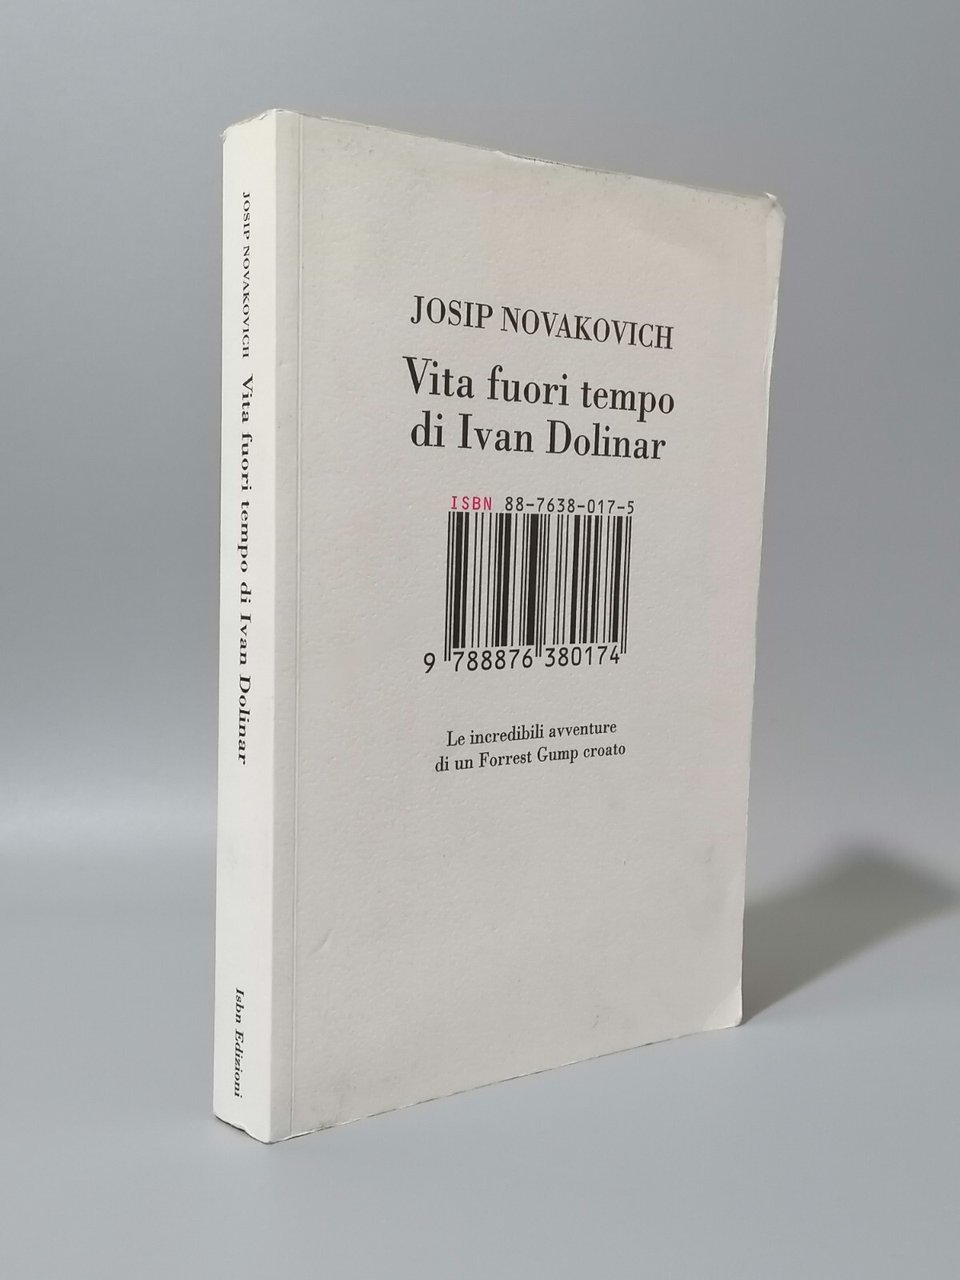 JOSIP NOVAKOVICH Vita fuori tempo di Ivan Dolinar Isbn Edizioni
JOSIP NOVAKOVICH
Vita fuori tempo
di Ivan Dolinar
ISBN 88-7638-017-5
9 788876 380174
Le incredibili avventure
di un Forrest Gump croato